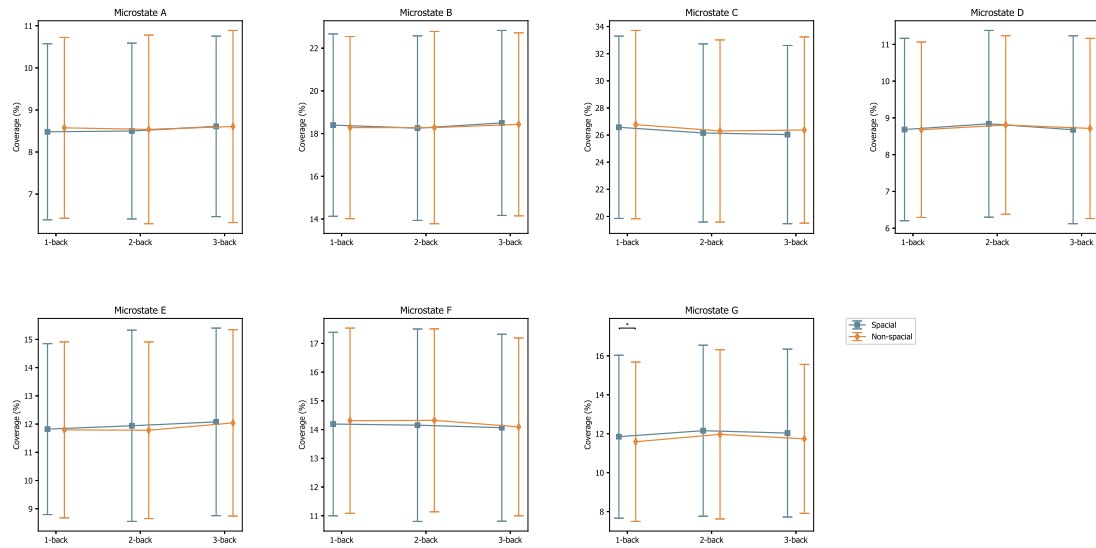 Microstate A
Coverage (%)
11
10
9
8
7
1-back
2-back
3-back
Microstate B
Coverage (%)
22
20
18
16
14
1-back
2-back
3-back
Microstate C
Coverage (%)
34
32
30
28
26
24
22
20
1-back
2-back
3-back
Microstate D
Coverage (%)
11
10
9
8
7
6
1-back
2-back
3-back
Microstate E
Coverage (%)
15
14
13
12
11
10
9
1-back
2-back
3-back
Microstate F
Coverage (%)
17
16
15
14
13
12
11
1-back
2-back
3-back
Microstate G
*
Coverage (%)
16
14
12
10
8
1-back
2-back
3-back
Spacial
Non-spacial